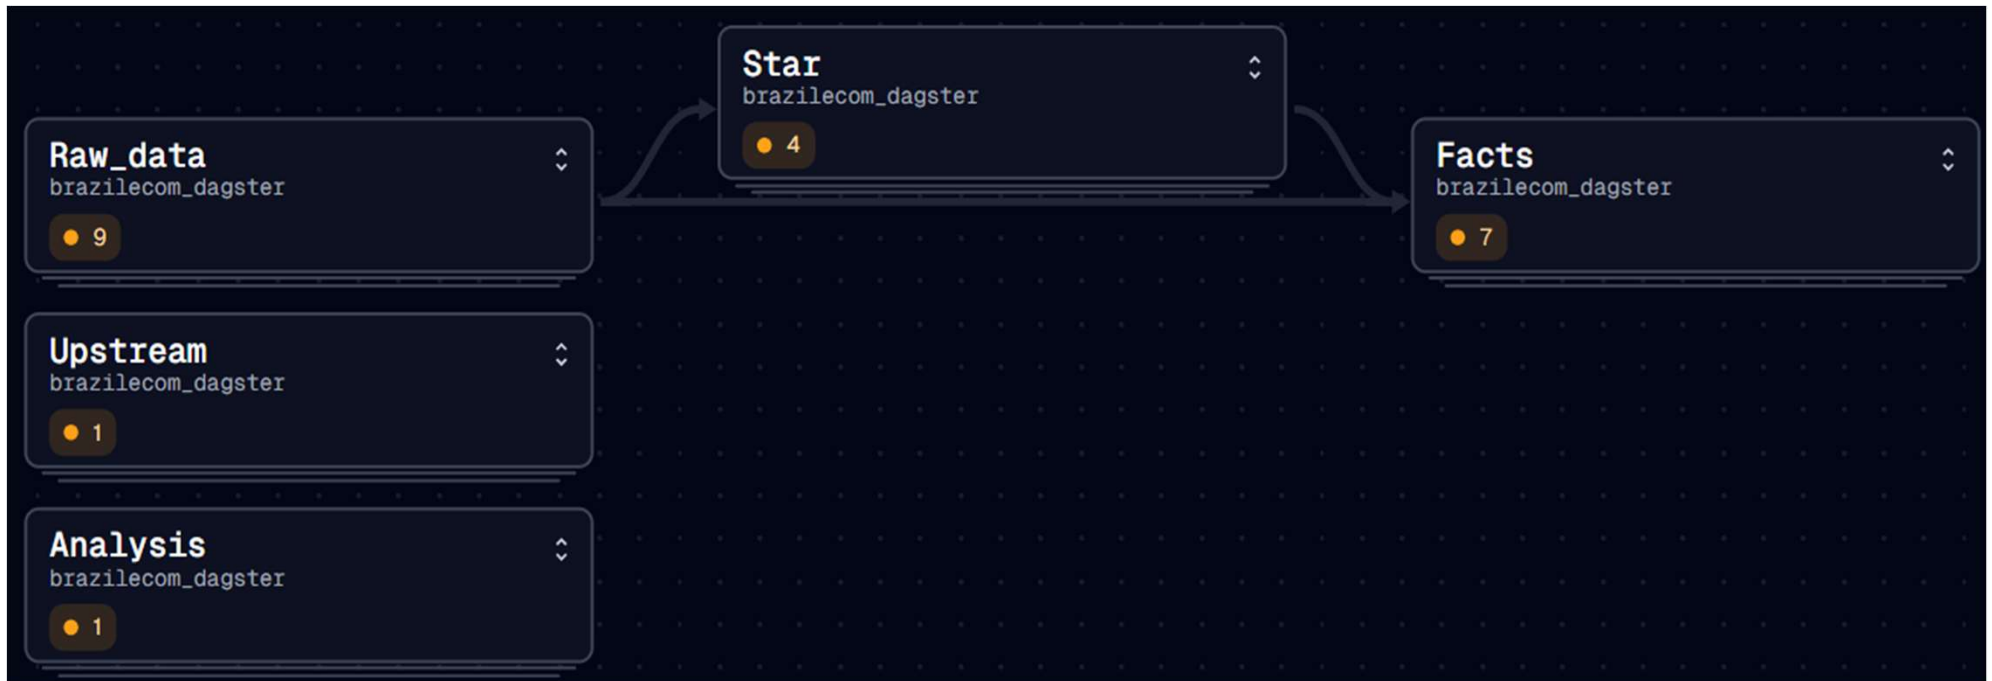 Star
brazilecom_dagster
4
Raw_data
brazilecom_dagster
9
Facts
brazilecom_dagster
7
Upstream
brazilecom_dagster
1
Analysis
brazilecom_dagster
1